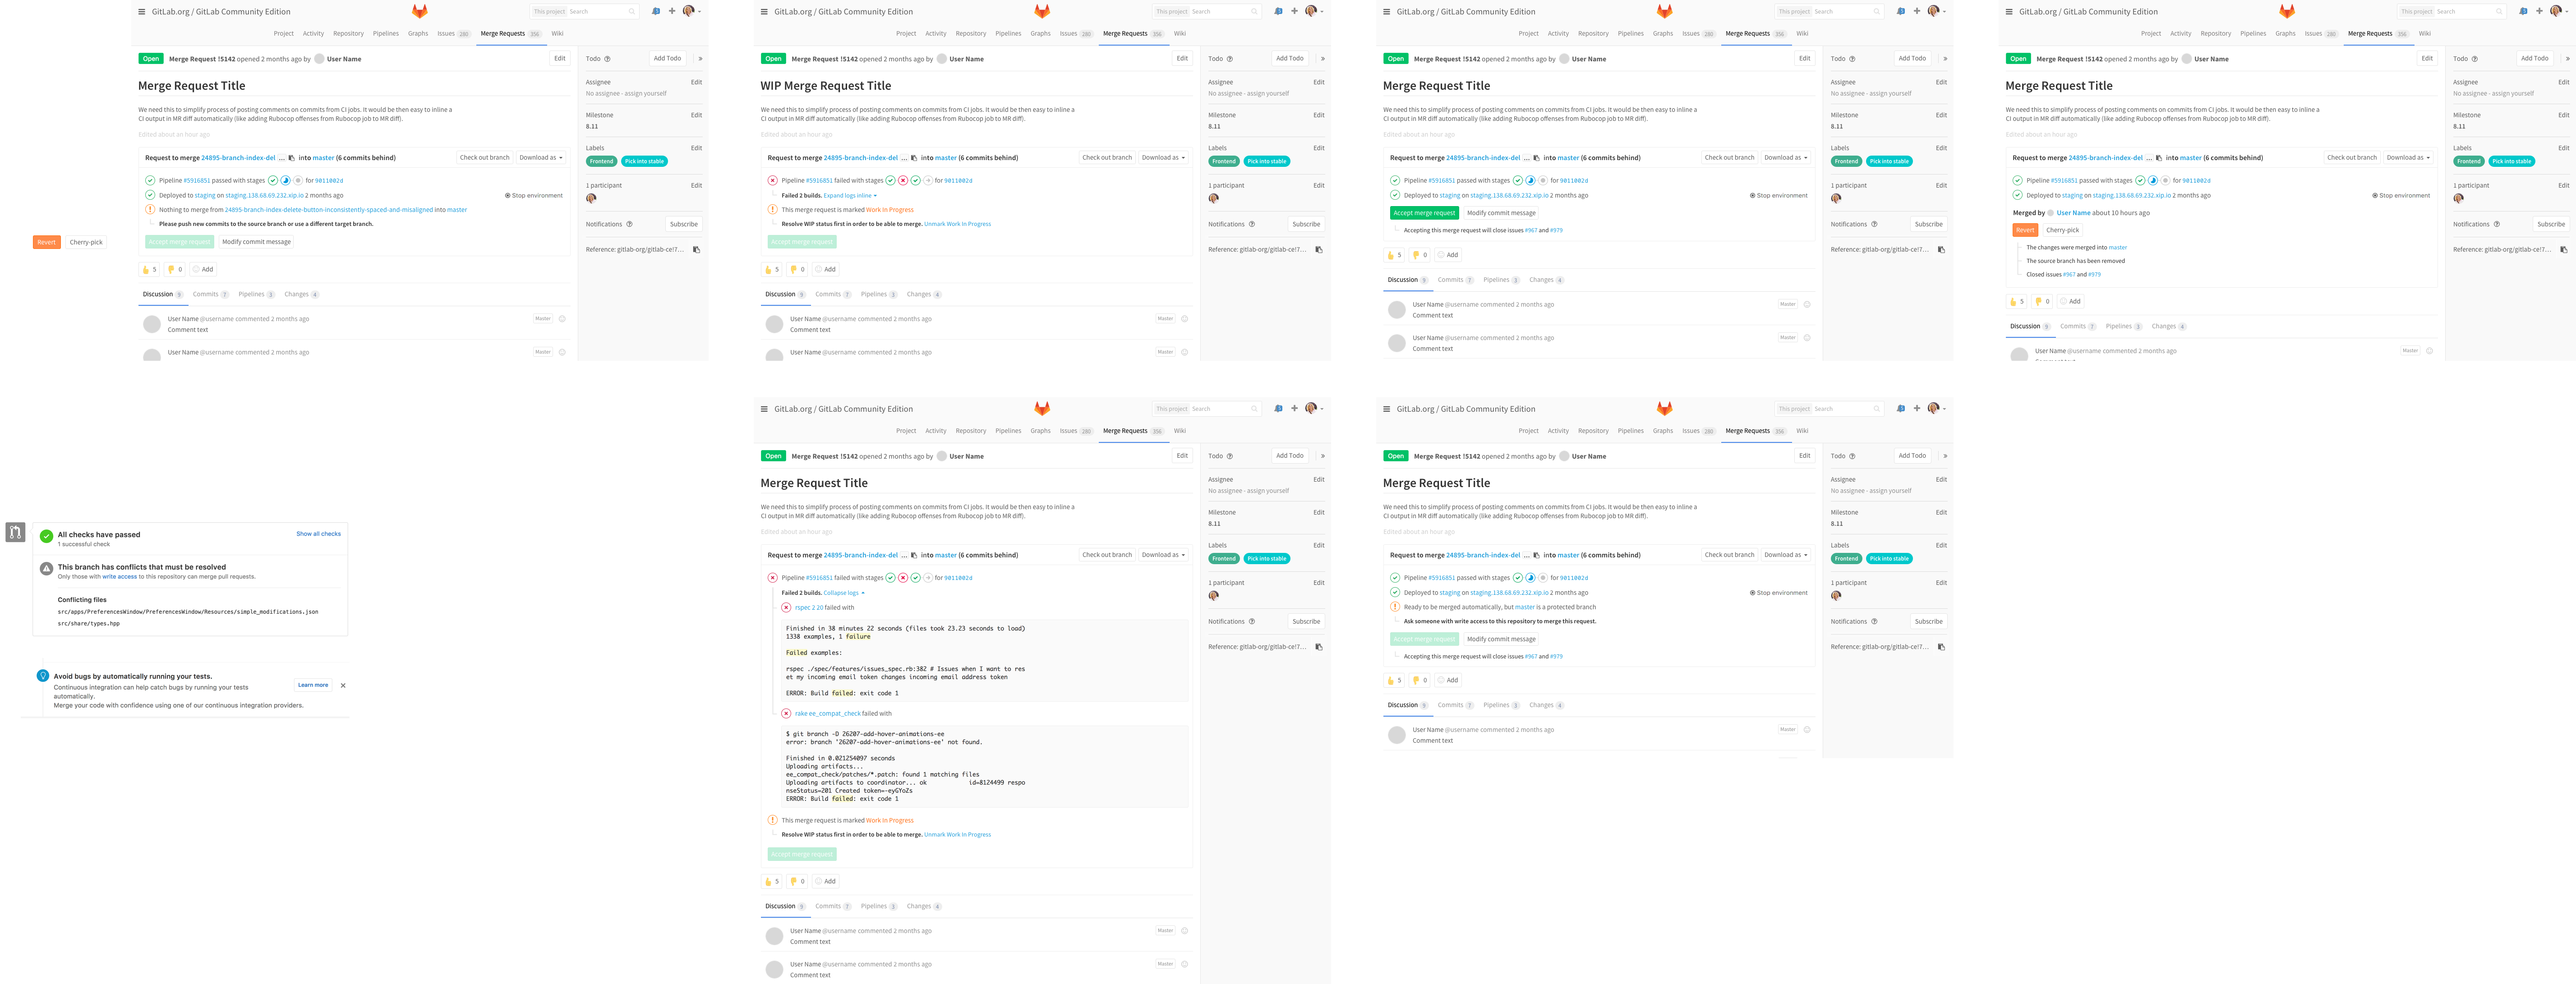 GitLab.org / GitLab Community Edition
This project Search
Project Activity Repository Pipelines Graphs Issues 280 Merge Requests 356 Wiki
Open Merge Request !5142 opened 2 months ago by User Name Edit
Merge Request Title
We need this to simplify process of posting comments on commits from CI jobs. It would be then easy to inline a
CI output in MR diff automatically (like adding Rubocop offenses from Rubocop job to MR diff).
Edited about an hour ago
Request to merge 24895-branch-index-del ... into master (6 commits behind) Check out branch Download as
Pipeline #5916851 passed with stages for 9011002d
Deployed to staging on staging.138.68.69.232.xip.io 2 months ago Stop environment
Nothing to merge from 24895-branch-index-delete-button-inconsistently-spaced-and-misaligned into master
Please push new commits to the source branch or use a different target branch.
Accept merge request Modify commit message
Revert Cherry-pick
5 0 Add
Discussion 9 Commits 7 Pipelines 3 Changes 4
User Name @username commented 2 months ago Master
Comment text
User Name @username commented 2 months ago Master
Todo Add Todo »
Assignee Edit
No assignee - assign yourself
Milestone Edit
8.11
Labels Edit
Frontend Pick into stable
1 participant Edit
Notifications Subscribe
Reference: gitlab-org/gitlab-ce!7...
GitLab.org / GitLab Community Edition
This project Search
Project Activity Repository Pipelines Graphs Issues 280 Merge Requests 356 Wiki
Open Merge Request !5142 opened 2 months ago by User Name Edit
WIP Merge Request Title
We need this to simplify process of posting comments on commits from CI jobs. It would be then easy to inline a
CI output in MR diff automatically (like adding Rubocop offenses from Rubocop job to MR diff).
Edited about an hour ago
Request to merge 24895-branch-index-del ... into master (6 commits behind) Check out branch Download as
Pipeline #5916851 failed with stages for 9011002d
Failed 2 builds. Expand logs inline
This merge request is marked Work In Progress
Resolve WIP status first in order to be able to merge. Unmark Work In Progress
Accept merge request
5 0 Add
Discussion 9 Commits 7 Pipelines 3 Changes 4
User Name @username commented 2 months ago Master
Comment text
User Name @username commented 2 months ago Master
Todo Add Todo »
Assignee Edit
No assignee - assign yourself
Milestone Edit
8.11
Labels Edit
Frontend Pick into stable
1 participant Edit
Notifications Subscribe
Reference: gitlab-org/gitlab-ce!7...
GitLab.org / GitLab Community Edition
This project Search
Project Activity Repository Pipelines Graphs Issues 280 Merge Requests 356 Wiki
Open Merge Request !5142 opened 2 months ago by User Name Edit
Merge Request Title
We need this to simplify process of posting comments on commits from CI jobs. It would be then easy to inline a
CI output in MR diff automatically (like adding Rubocop offenses from Rubocop job to MR diff).
Edited about an hour ago
Request to merge 24895-branch-index-del ... into master (6 commits behind) Check out branch Download as
Pipeline #5916851 passed with stages for 9011002d
Deployed to staging on staging.138.68.69.232.xip.io 2 months ago Stop environment
Accept merge request Modify commit message
Accepting this merge request will close issues #967 and #979
5 0 Add
Discussion 9 Commits 7 Pipelines 3 Changes 4
User Name @username commented 2 months ago Master
Comment text
User Name @username commented 2 months ago Master
Comment text
Todo Add Todo »
Assignee Edit
No assignee - assign yourself
Milestone Edit
8.11
Labels Edit
Frontend Pick into stable
1 participant Edit
Notifications Subscribe
Reference: gitlab-org/gitlab-ce!7...
GitLab.org / GitLab Community Edition
This project Search
Project Activity Repository Pipelines Graphs Issues 280 Merge Requests 356 Wiki
Open Merge Request !5142 opened 2 months ago by User Name Edit
Merge Request Title
We need this to simplify process of posting comments on commits from CI jobs. It would be then easy to inline a
CI output in MR diff automatically (like adding Rubocop offenses from Rubocop job to MR diff).
Edited about an hour ago
Request to merge 24895-branch-index-del ... into master (6 commits behind) Check out branch Download as
Pipeline #5916851 passed with stages for 9011002d
Deployed to staging on staging.138.68.69.232.xip.io 2 months ago Stop environment
Merged by User Name about 10 hours ago
Revert Cherry-pick
The changes were merged into master
The source branch has been removed
Closed issues #967 and #979
5 0 Add
Discussion 9 Commits 7 Pipelines 3 Changes 4
User Name @username commented 2 months ago Master
Todo Add Todo »
Assignee Edit
No assignee - assign yourself
Milestone Edit
8.11
Labels Edit
Frontend Pick into stable
1 participant Edit
Notifications Subscribe
Reference: gitlab-org/gitlab-ce!7...
All checks have passed Show all checks
1 successful check
This branch has conflicts that must be resolved
Only those with write access to this repository can merge pull requests.
Conflicting files
src/apps/PreferencesWindow/PreferencesWindow/Resources/simple_modifications.json
src/share/types.hpp
Avoid bugs by automatically running your tests. Learn more
Continuous integration can help catch bugs by running your tests
automatically.
Merge your code with confidence using one of our continuous integration providers.
GitLab.org / GitLab Community Edition
This project Search
Project Activity Repository Pipelines Graphs Issues 280 Merge Requests 356 Wiki
Open Merge Request !5142 opened 2 months ago by User Name Edit
Merge Request Title
We need this to simplify process of posting comments on commits from CI jobs. It would be then easy to inline a
CI output in MR diff automatically (like adding Rubocop offenses from Rubocop job to MR diff).
Edited about an hour ago
Request to merge 24895-branch-index-del ... into master (6 commits behind) Check out branch Download as
Pipeline #5916851 failed with stages for 9011002d
Failed 2 builds. Collapse logs
rspec 2 20 failed with
Finished in 38 minutes 22 seconds (files took 23.23 seconds to load)
1338 examples, 1 failure
Failed examples:
rspec ./spec/features/issues_spec.rb:382 # Issues when I want to res
et my incoming email token changes incoming email address token
ERROR: Build failed: exit code 1
rake ee_compat_check failed with
$ git branch -D 26207-add-hover-animations-ee
error: branch '26207-add-hover-animations-ee' not found.
Finished in 0.021254097 seconds
Uploading artifacts...
ee_compat_check/patches/*.patch: found 1 matching files
Uploading artifacts to coordinator... ok id=8124499 respo
nseStatus=201 Created token=-eyGYoZs
ERROR: Build failed: exit code 1
This merge request is marked Work In Progress
Resolve WIP status first in order to be able to merge. Unmark Work In Progress
Accept merge request
5 0 Add
Discussion 9 Commits 7 Pipelines 3 Changes 4
User Name @username commented 2 months ago Master
Comment text
User Name @username commented 2 months ago Master
Comment text
Todo Add Todo »
Assignee Edit
No assignee - assign yourself
Milestone Edit
8.11
Labels Edit
Frontend Pick into stable
1 participant Edit
Notifications Subscribe
Reference: gitlab-org/gitlab-ce!7...
GitLab.org / GitLab Community Edition
This project Search
Project Activity Repository Pipelines Graphs Issues 280 Merge Requests 356 Wiki
Open Merge Request !5142 opened 2 months ago by User Name Edit
Merge Request Title
We need this to simplify process of posting comments on commits from CI jobs. It would be then easy to inline a
CI output in MR diff automatically (like adding Rubocop offenses from Rubocop job to MR diff).
Edited about an hour ago
Request to merge 24895-branch-index-del ... into master (6 commits behind) Check out branch Download as
Pipeline #5916851 passed with stages for 9011002d
Deployed to staging on staging.138.68.69.232.xip.io 2 months ago Stop environment
Ready to be merged automatically, but master is a protected branch
Ask someone with write access to this repository to merge this request.
Accept merge request Modify commit message
Accepting this merge request will close issues #967 and #979
5 0 Add
Discussion 9 Commits 7 Pipelines 3 Changes 4
User Name @username commented 2 months ago Master
Comment text
Todo Add Todo »
Assignee Edit
No assignee - assign yourself
Milestone Edit
8.11
Labels Edit
Frontend Pick into stable
1 participant Edit
Notifications Subscribe
Reference: gitlab-org/gitlab-ce!7...